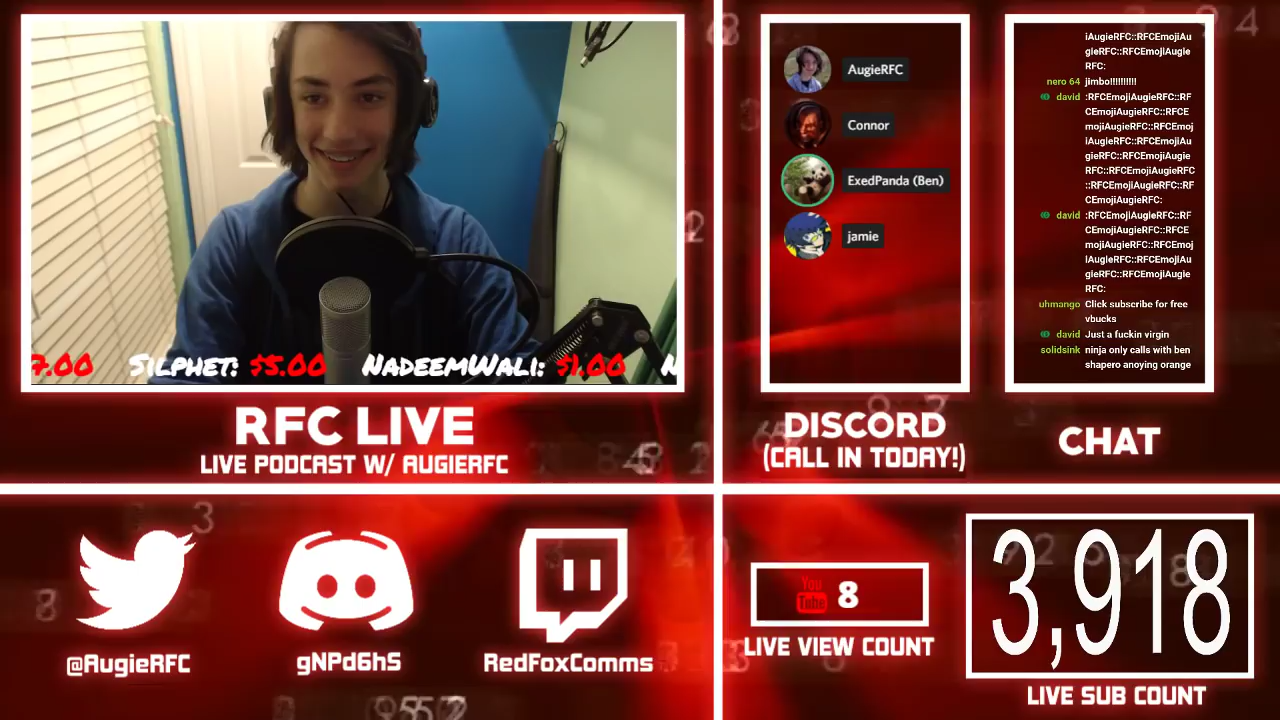 7.00 SILPHET: $5.00 NADEEMWALI: $1.00 N
RFC LIVE
LIVE PODCAST W/ AUGIERFC
AugieRFC
Connor
ExedPanda (Ben)
jamie
DISCORD
(CALL IN TODAY!)
iAugieRFC::RFCEmojiAu
gieRFC::RFCEmojiAugie
RFC:
nero 64 jimbo!!!!!!!!!!
david :RFCEmojiAugieRFC::RF
CEmojiAugieRFC::RFCE
mojiAugieRFC::RFCEmoj
iAugieRFC::RFCEmojiAu
gieRFC::RFCEmojiAugie
RFC::RFCEmojiAugieRFC
::RFCEmojiAugieRFC::RF
CEmojiAugieRFC:
david :RFCEmojiAugieRFC::RF
CEmojiAugieRFC::RFCE
mojiAugieRFC::RFCEmoj
iAugieRFC::RFCEmojiAu
gieRFC::RFCEmojiAugie
RFC:
uhmango Click subscribe for free
vbucks
david Just a fuckin virgin
solidsink ninja only calls with ben
shapero anoying orange
CHAT
@AugieRFC
gNPd6hS
RedFoxComms
You
Tube 8
LIVE VIEW COUNT
3,918
LIVE SUB COUNT